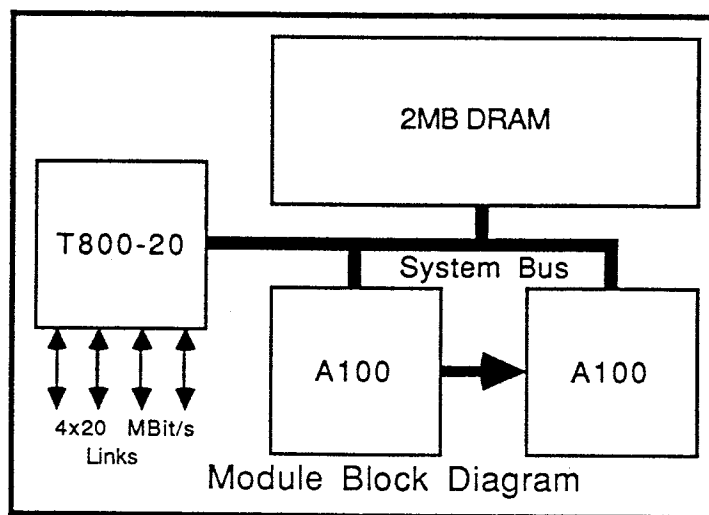 2MB DRAM
T800-20
System Bus
A100
A100
4x20 MBit/s
Links
Module Block Diagram